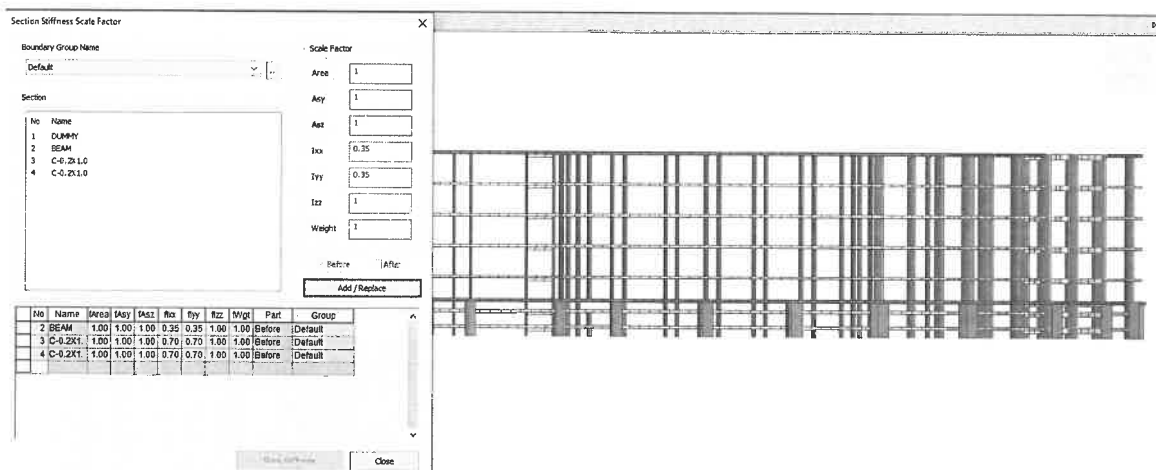 Section Stiffness Scale Factor
Boundary Group Name
Default
Section
No Name
1 DUMMY
2 BEAM
3 C-0.2X1.0
4 C-0.2X1.0
Scale Factor
Area 1
Asy 1
Asz 1
Ixx 0.35
Iyy 0.35
Izz 1
Weight 1
Before After
Add / Replace
No Name fArea fAsy fAsz fIxx fIyy fIzz fWgt Part Group
2 BEAM 1.00 1.00 1.00 0.35 0.35 1.00 1.00 Before Default
3 C-0.2X1. 1.00 1.00 1.00 0.70 0.70 1.00 1.00 Before Default
4 C-0.2X1. 1.00 1.00 1.00 0.70 0.70 1.00 1.00 Before Default
Close